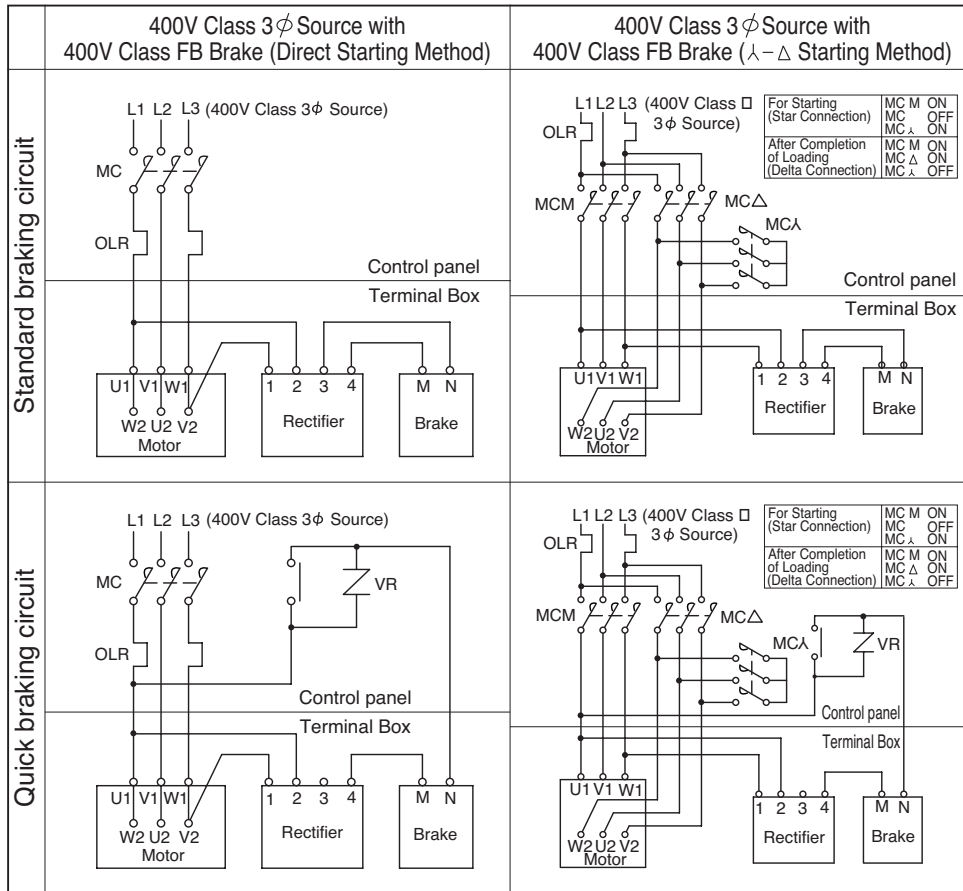 400V Class 3ϕ Source with
400V Class FB Brake (Direct Starting Method)
400V Class 3ϕ Source with
400V Class FB Brake (⅄-△ Starting Method)
Standard braking circuit
L1 L2 L3 (400V Class 3ϕ Source)
MC
OLR
Control panel
Terminal Box
U1 V1 W1
W2 U2 V2
Motor
1 2 3 4
Rectifier
M N
Brake
L1 L2 L3 (400V Class □
3ϕ Source)
OLR
For Starting
(Star Connection)
MC M ON
MC OFF
MC⅄ ON
After Completion
of Loading
(Delta Connection)
MC M ON
MC △ ON
MC⅄ OFF
MCM
MC△
MC⅄
Control panel
Terminal Box
U1 V1 W1
W2 U2 V2
Motor
1 2 3 4
Rectifier
M N
Brake
Quick braking circuit
L1 L2 L3 (400V Class 3ϕ Source)
MC
VR
OLR
Control panel
Terminal Box
U1 V1 W1
W2 U2 V2
Motor
1 2 3 4
Rectifier
M N
Brake
L1 L2 L3 (400V Class □
3ϕ Source)
OLR
For Starting
(Star Connection)
MC M ON
MC OFF
MC⅄ ON
After Completion
of Loading
(Delta Connection)
MC M ON
MC △ ON
MC⅄ OFF
MCM
MC△
MC⅄
VR
Control panel
Terminal Box
U1 V1 W1
W2 U2 V2
Motor
1 2 3 4
Rectifier
M N
Brake